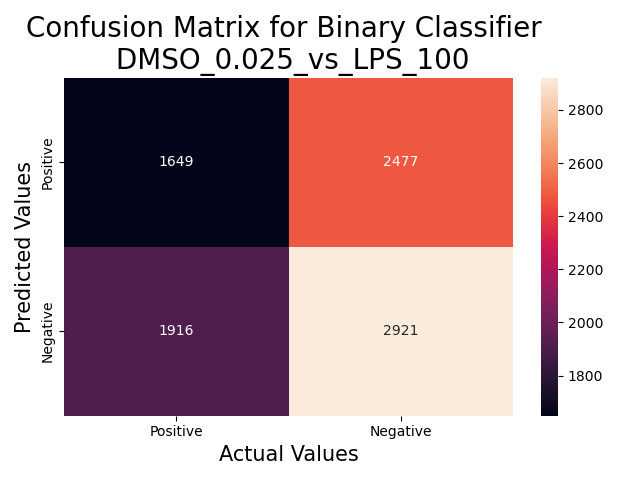 Confusion Matrix for Binary Classifier
DMSO_0.025_vs_LPS_100
Predicted Values
Positive
Negative
1649
2477
1916
2921
Positive
Negative
Actual Values
2800
2600
2400
2200
2000
1800